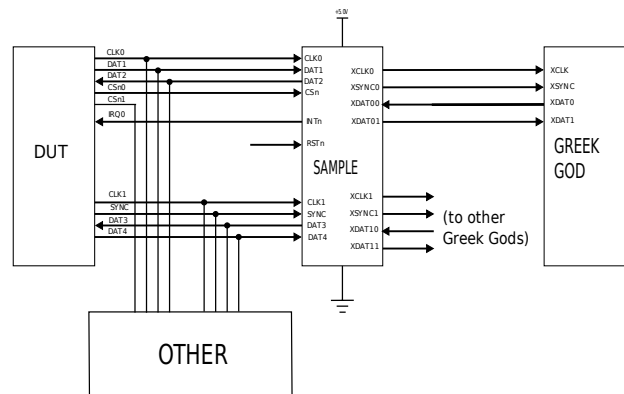 +5.0V
CLK0
DAT1
DAT2
CSn0
CSn1
IRQ0
DUT
CLK1
SYNC
DAT3
DAT4
CLK0
DAT1
DAT2
CSn
INTn
RSTn
SAMPLE
CLK1
SYNC
DAT3
DAT4
XCLK0
XSYNC0
XDAT00
XDAT01
XCLK1
XSYNC1
XDAT10
XDAT11
(to other
Greek Gods)
XCLK
XSYNC
XDAT0
XDAT1
GREEK
GOD
OTHER